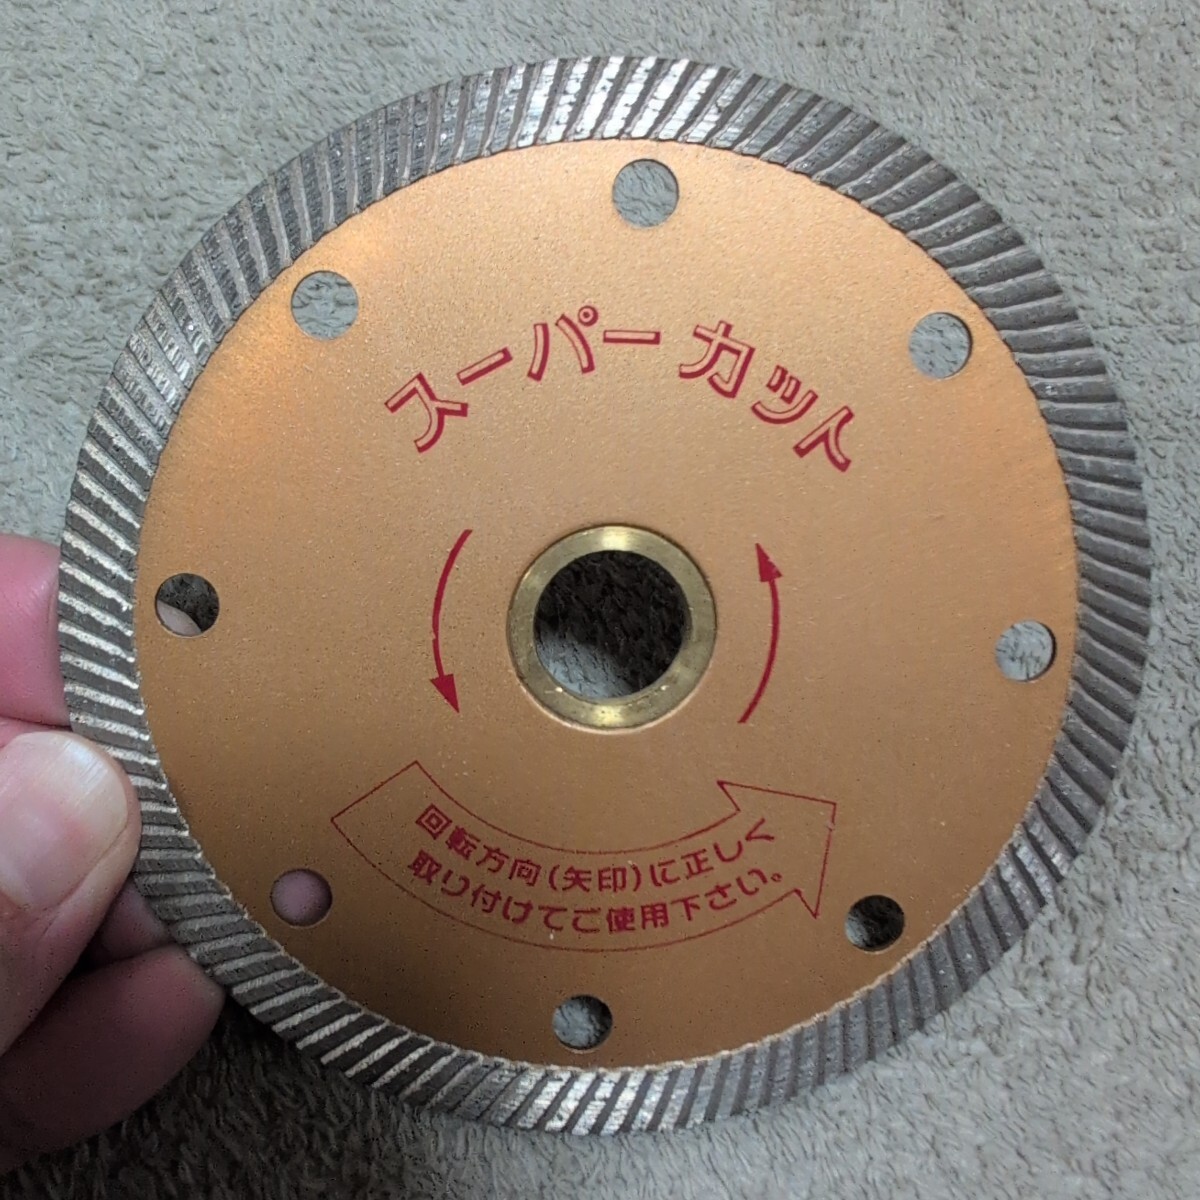 スーパーカット
回転方向(矢印)に正しく
取り付けてご使用下さい。